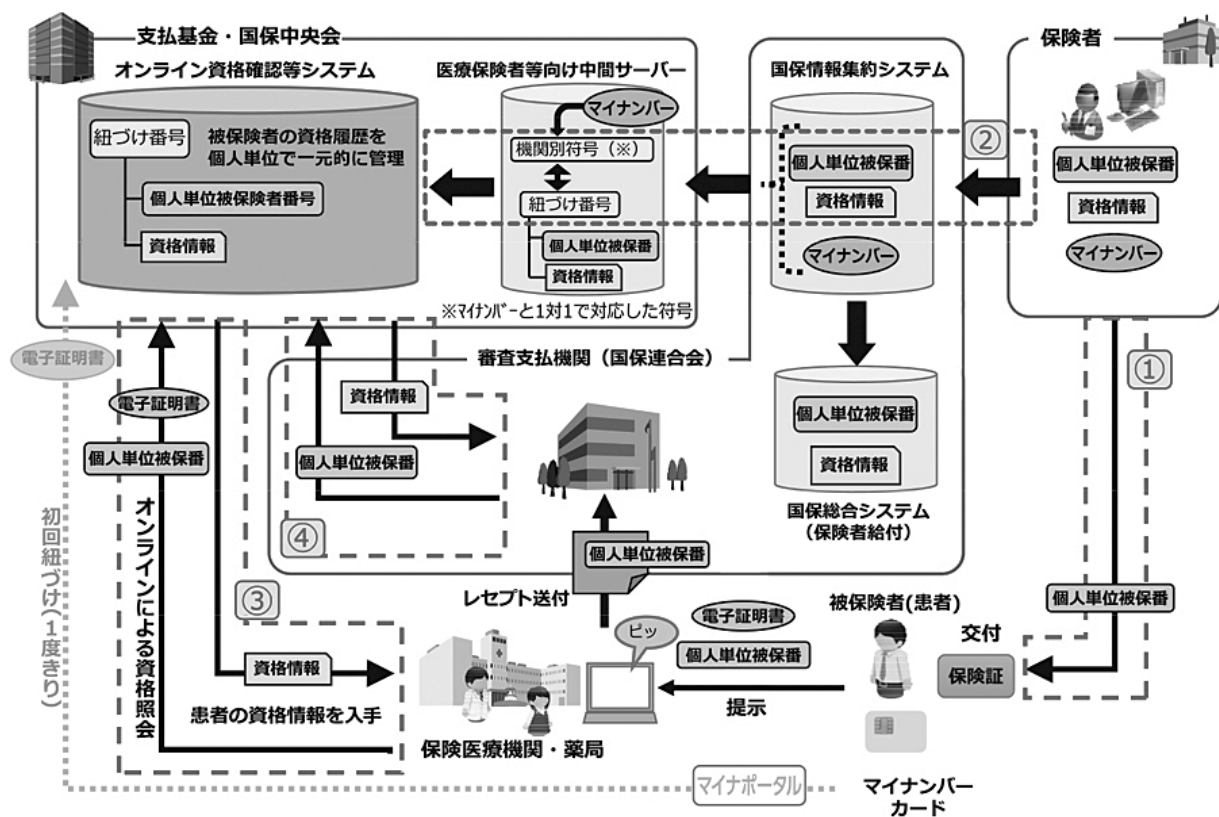 支払基金・国保中央会
オンライン資格確認等システム
紐づけ番号
被保険者の資格履歴を
個人単位で一元的に管理
個人単位被保険者番号
資格情報
医療保険者等向け中間サーバー
マイナンバー
機関別符号(※)
紐づけ番号
個人単位被保番
資格情報
※マイナンバーと1対1で対応した符号
国保情報集約システム
個人単位被保番
資格情報
マイナンバー
保険者
②
個人単位被保番
資格情報
マイナンバー
①
審査支払機関(国保連合会)
個人単位被保番
資格情報
国保総合システム
(保険者給付)
電子証明書
初回紐づけ(1度きり)
電子証明書
個人単位被保番
オンラインによる資格照会
資格情報
個人単位被保番
④
③
個人単位被保番
レセプト送付
資格情報
患者の資格情報を入手
保険医療機関・薬局
ピッ
電子証明書
個人単位被保番
提示
被保険者(患者)
個人単位被保番
交付
保険証
マイナポータル
マイナンバー
カード